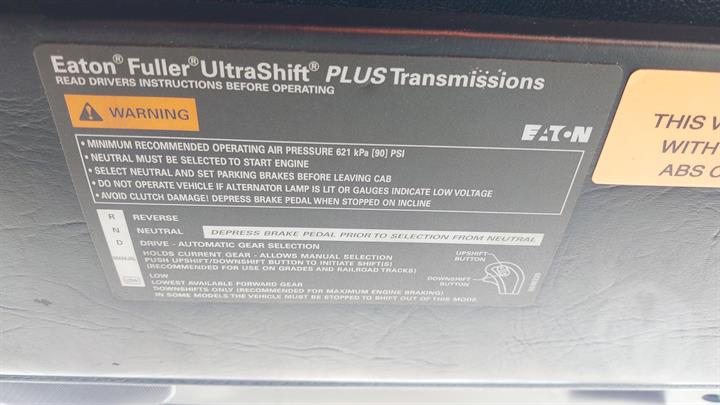 Eaton® Fuller® UltraShift® PLUS Transmissions
READ DRIVERS INSTRUCTIONS BEFORE OPERATING
WARNING
EATON
• MINIMUM RECOMMENDED OPERATING AIR PRESSURE 621 kPa [90] PSI
• NEUTRAL MUST BE SELECTED TO START ENGINE
• SELECT NEUTRAL AND SET PARKING BRAKES BEFORE LEAVING CAB
• DO NOT OPERATE VEHICLE IF ALTERNATOR LAMP IS LIT OR GAUGES INDICATE LOW VOLTAGE
• AVOID CLUTCH DAMAGE! DEPRESS BRAKE PEDAL WHEN STOPPED ON INCLINE
R REVERSE
N NEUTRAL DEPRESS BRAKE PEDAL PRIOR TO SELECTION FROM NEUTRAL
D DRIVE - AUTOMATIC GEAR SELECTION
MANUAL HOLDS CURRENT GEAR - ALLOWS MANUAL SELECTION
PUSH UPSHIFT/DOWNSHIFT BUTTON TO INITIATE SHIFT(S)
(RECOMMENDED FOR USE ON GRADES AND RAILROAD TRACKS)
LOW LOW
LOWEST AVAILABLE FORWARD GEAR
DOWNSHIFTS ONLY (RECOMMENDED FOR MAXIMUM ENGINE BRAKING)
IN SOME MODELS THE VEHICLE MUST BE STOPPED TO SHIFT OUT OF THIS MODE
UPSHIFT
BUTTON
DOWNSHIFT
BUTTON
THIS
WITH
ABS